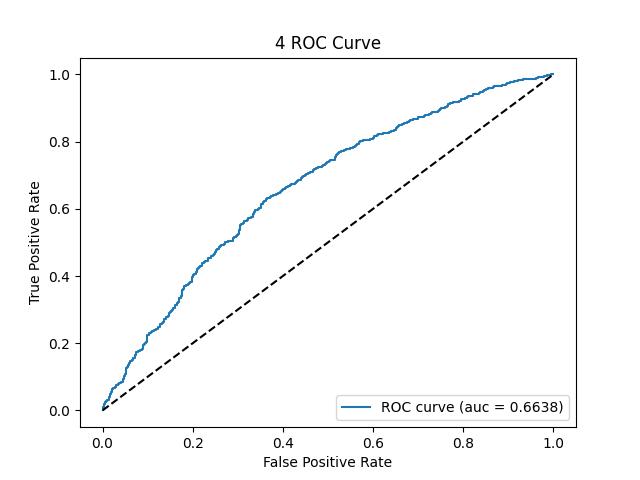 4 ROC Curve
True Positive Rate
1.0
0.8
0.6
0.4
0.2
0.0
0.0 0.2 0.4 0.6 0.8 1.0
False Positive Rate
ROC curve (auc = 0.6638)